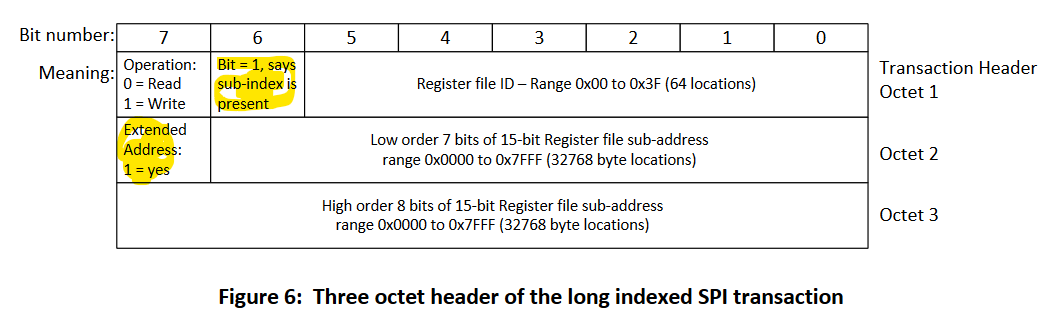 Bit number: 7 6 5 4 3 2 1 0
Meaning:
Operation:
0 = Read
1 = Write
Bit = 1, says
sub-index is
present
Register file ID – Range 0x00 to 0x3F (64 locations)
Transaction Header
Octet 1
Extended
Address:
1 = yes
Low order 7 bits of 15-bit Register file sub-address
range 0x0000 to 0x7FFF (32768 byte locations)
Octet 2
High order 8 bits of 15-bit Register file sub-address
range 0x0000 to 0x7FFF (32768 byte locations)
Octet 3
Figure 6: Three octet header of the long indexed SPI transaction